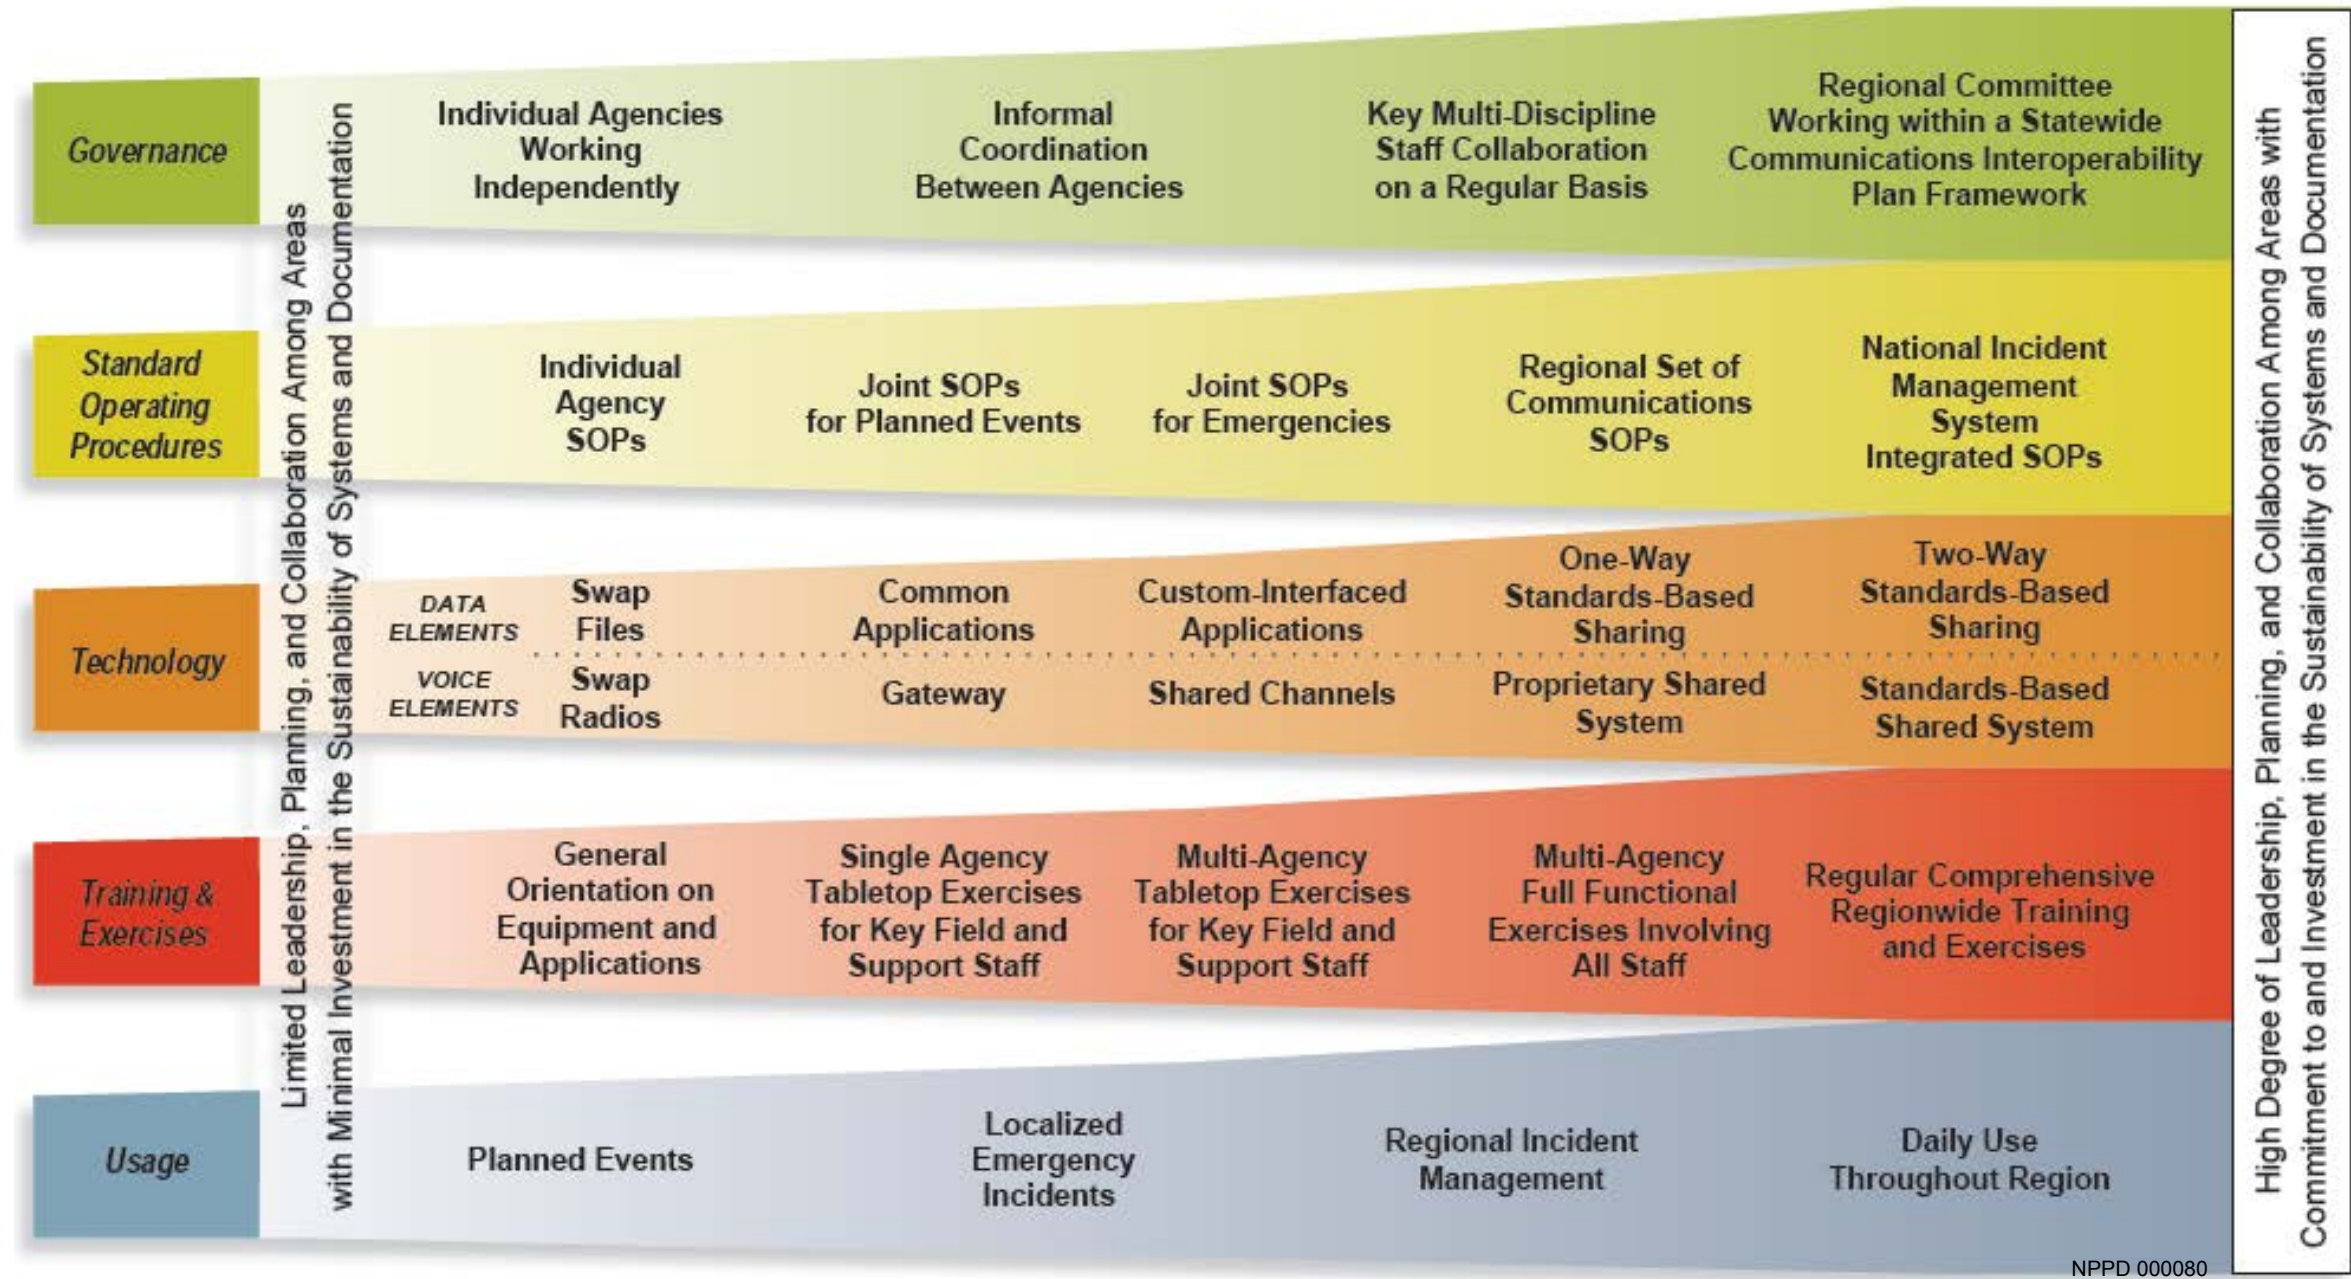 Governance
Individual Agencies
Working
Independently
Informal
Coordination
Between Agencies
Key Multi-Discipline
Staff Collaboration
on a Regular Basis
Regional Committee
Working within a Statewide
Communications Interoperability
Plan Framework
Limited Leadership, Planning, and Collaboration Among Areas
with Minimal Investment in the Sustainability of Systems and Documentation
Standard
Operating
Procedures
Individual
Agency
SOPs
Joint SOPs
for Planned Events
Joint SOPs
for Emergencies
Regional Set of
Communications
SOPs
National Incident
Management
System
Integrated SOPs
Technology
DATA
ELEMENTS
Swap
Files
Common
Applications
Custom-Interfaced
Applications
One-Way
Standards-Based
Sharing
Two-Way
Standards-Based
Sharing
VOICE
ELEMENTS
Swap
Radios
Gateway
Shared Channels
Proprietary Shared
System
Standards-Based
Shared System
Training &
Exercises
General
Orientation on
Equipment and
Applications
Single Agency
Tabletop Exercises
for Key Field and
Support Staff
Multi-Agency
Tabletop Exercises
for Key Field and
Support Staff
Multi-Agency
Full Functional
Exercises Involving
All Staff
Regular Comprehensive
Regionwide Training
and Exercises
Usage
Planned Events
Localized
Emergency
Incidents
Regional Incident
Management
Daily Use
Throughout Region
High Degree of Leadership, Planning, and Collaboration Among Areas with
Commitment to and Investment in the Sustainability of Systems and Documentation
NPPD 000080